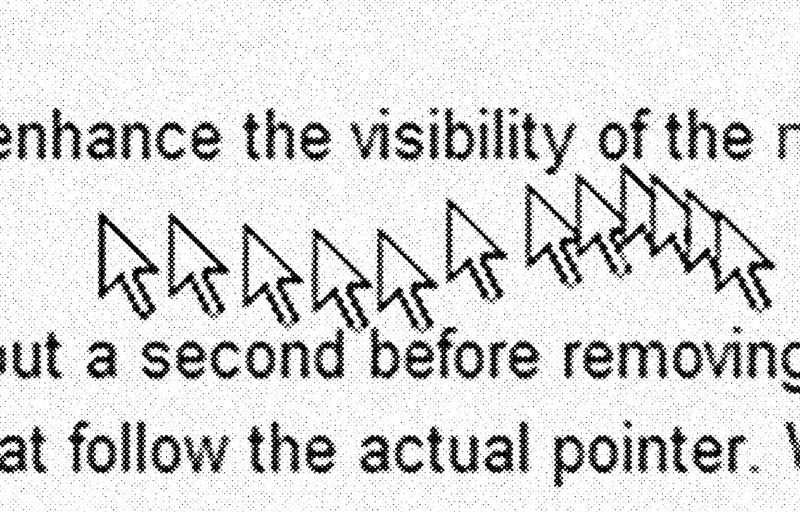 enhance the visibility of the
out a second before removing
at follow the actual pointer.